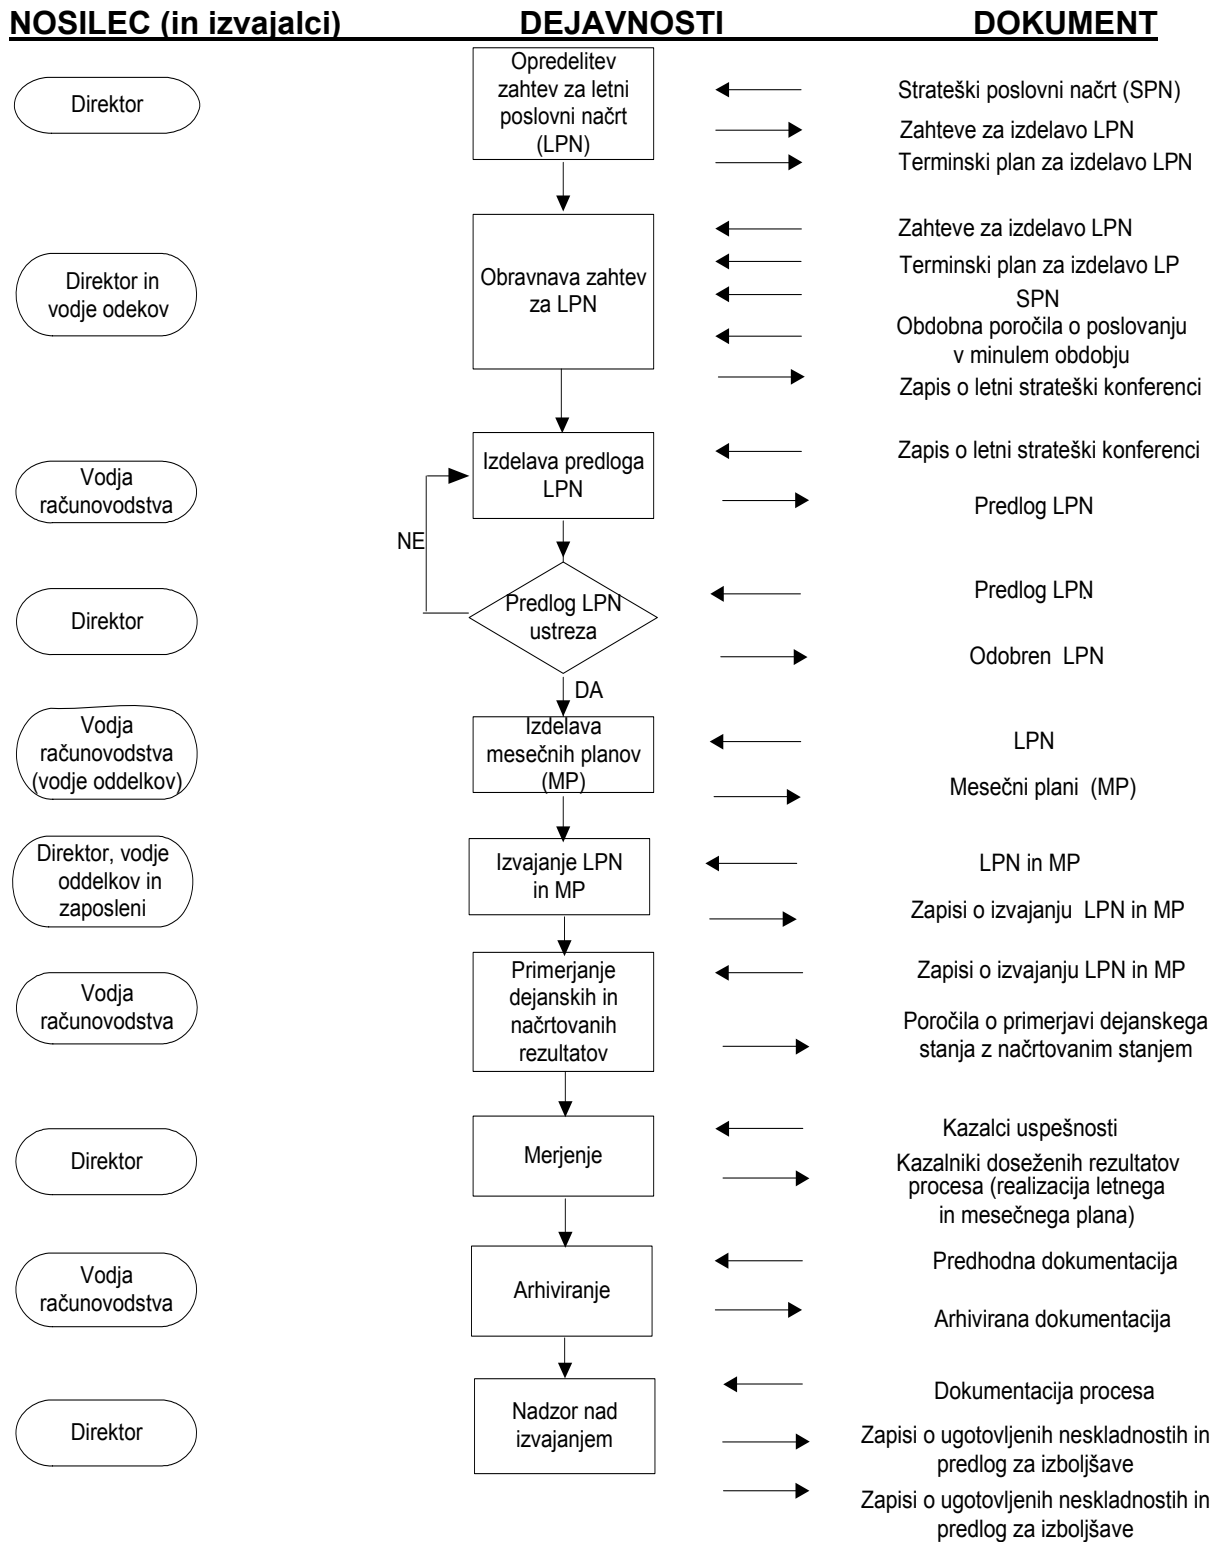 NOSILEC (in izvajalci) DEJAVNOSTI DOKUMENT
Direktor
Opredelitev
zahtev za letni
poslovni načrt
(LPN)
Strateški poslovni načrt (SPN)
Zahteve za izdelavo LPN
Terminski plan za izdelavo LPN
Direktor in
vodje odekov
Obravnava zahtev
za LPN
Zahteve za izdelavo LPN
Terminski plan za izdelavo LP
SPN
Obdobna poročila o poslovanju
v minulem obdobju
Zapis o letni strateški konferenci
Vodja
računovodstva
Izdelava predloga
LPN
Zapis o letni strateški konferenci
Predlog LPN
NE
Direktor
Predlog LPN
ustreza
Predlog LPN.
Odobren LPN
DA
Vodja
računovodstva
(vodje oddelkov)
Izdelava
mesečnih planov
(MP)
LPN
Mesečni plani (MP)
Direktor, vodje
oddelkov in
zaposleni
Izvajanje LPN
in MP
LPN in MP
Zapisi o izvajanju LPN in MP
Vodja
računovodstva
Primerjanje
dejanskih in
načrtovanih
rezultatov
Zapisi o izvajanju LPN in MP
Poročila o primerjavi dejanskega
stanja z načrtovanim stanjem
Direktor
Merjenje
Kazalci uspešnosti
Kazalniki doseženih rezultatov
procesa (realizacija letnega
in mesečnega plana)
Vodja
računovodstva
Arhiviranje
Predhodna dokumentacija
Arhivirana dokumentacija
Direktor
Nadzor nad
izvajanjem
Dokumentacija procesa
Zapisi o ugotovljenih neskladnostih in
predlog za izboljšave
Zapisi o ugotovljenih neskladnostih in
predlog za izboljšave